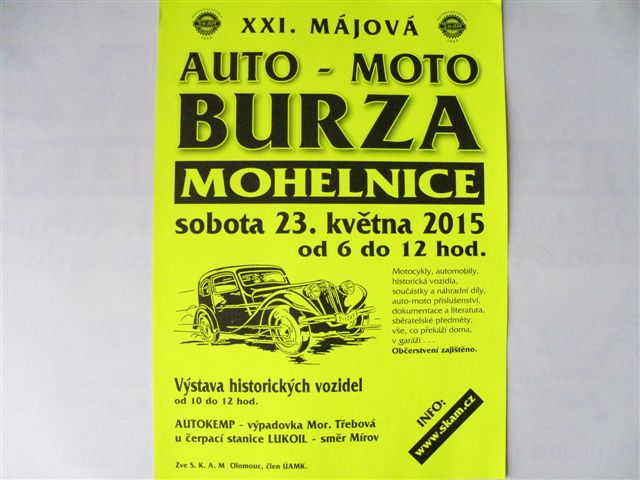 XXI. MÁJOVÁ
AUTO - MOTO
BURZA
MOHELNICE
sobota 23. května 2015
od 6 do 12 hod.
Motocykly, automobily,
historická vozidla,
součástky a náhradní díly,
auto-moto příslušenství,
dokumentace a literatura,
sběratelské předměty,
vše, co překáží doma,
v garáži . . .
Občerstvení zajištěno.
Výstava historických vozidel
od 10 do 12 hod.
AUTOKEMP - výpadovka Mor. Třebová
u čerpací stanice LUKOIL - směr Mírov
INFO:
www.skam.cz
Zve S. K. A. M Olomouc, člen ÚAMK.